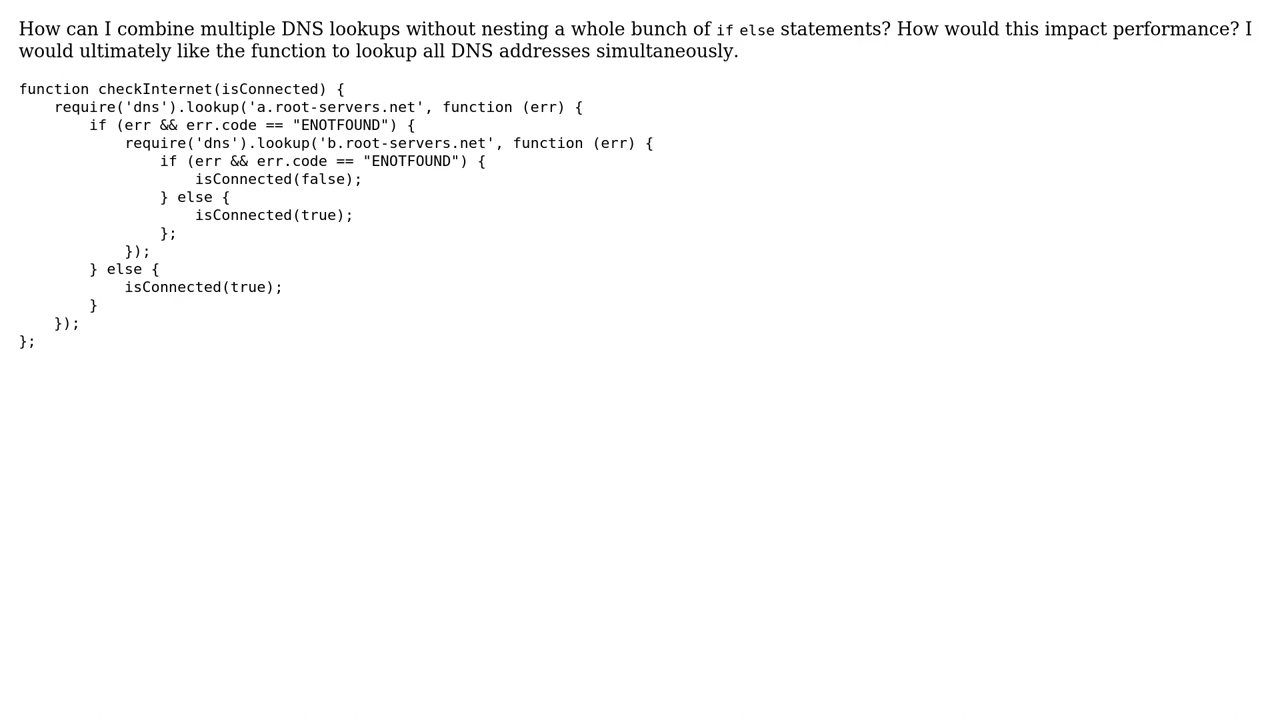 How can I combine multiple DNS lookups without nesting a whole bunch of if else statements? How would this impact performance? I
would ultimately like the function to lookup all DNS addresses simultaneously.
function checkInternet(isConnected) {
    require('dns').lookup('a.root-servers.net', function (err) {
        if (err && err.code == "ENOTFOUND") {
            require('dns').lookup('b.root-servers.net', function (err) {
                if (err && err.code == "ENOTFOUND") {
                    isConnected(false);
                } else {
                    isConnected(true);
                };
            });
        } else {
            isConnected(true);
        }
    });
};